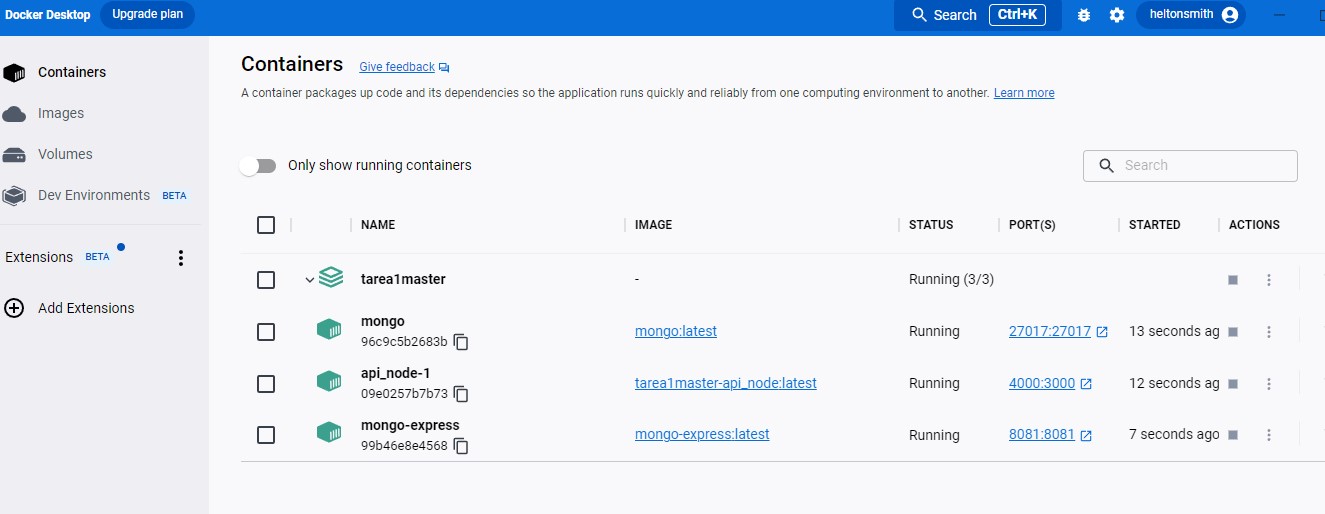 Docker Desktop Upgrade plan Search Ctrl+K heltonsmith
Containers
Images
Volumes
Dev Environments BETA
Extensions BETA
Add Extensions
Containers Give feedback
A container packages up code and its dependencies so the application runs quickly and reliably from one computing environment to another. Learn more
Only show running containers Search
NAME IMAGE STATUS PORT(S) STARTED ACTIONS
tarea1master - Running (3/3)
mongo
96c9c5b2683b mongo:latest Running 27017:27017 13 seconds ag
api_node-1
09e0257b7b73 tarea1master-api_node:latest Running 4000:3000 12 seconds ag
mongo-express
99b46e8e4568 mongo-express:latest Running 8081:8081 7 seconds ago